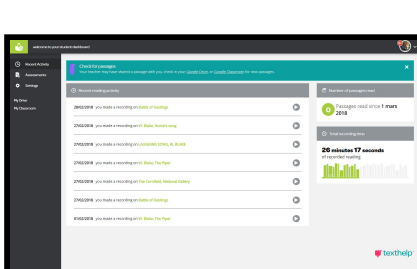 welcome to your students dashboard
Recent Activity
Assessments
Settings
My Drive
My Classroom
Check for passages
Your teacher may have shared a passage with you, check in your Google Drive or Google Classroom for new passages.
Recent reading activity
28/02/2018 you made a recording on Battle of Hastings
27/02/2018 you made a recording on W. Blake, Nurse's song
27/02/2018 you made a recording on
27/02/2018 you made a recording on W. Blake, The Piper
27/02/2018 you made a recording on The Cornfield, National Gallery
27/02/2018 you made a recording on Battle of Hastings
01/02/2018 you made a recording on W. Blake, The Piper
Number of passages read
0
Passages read since 1 mars
2018
Total recording time
26 minutes 17 seconds
of recorded reading
texthelp